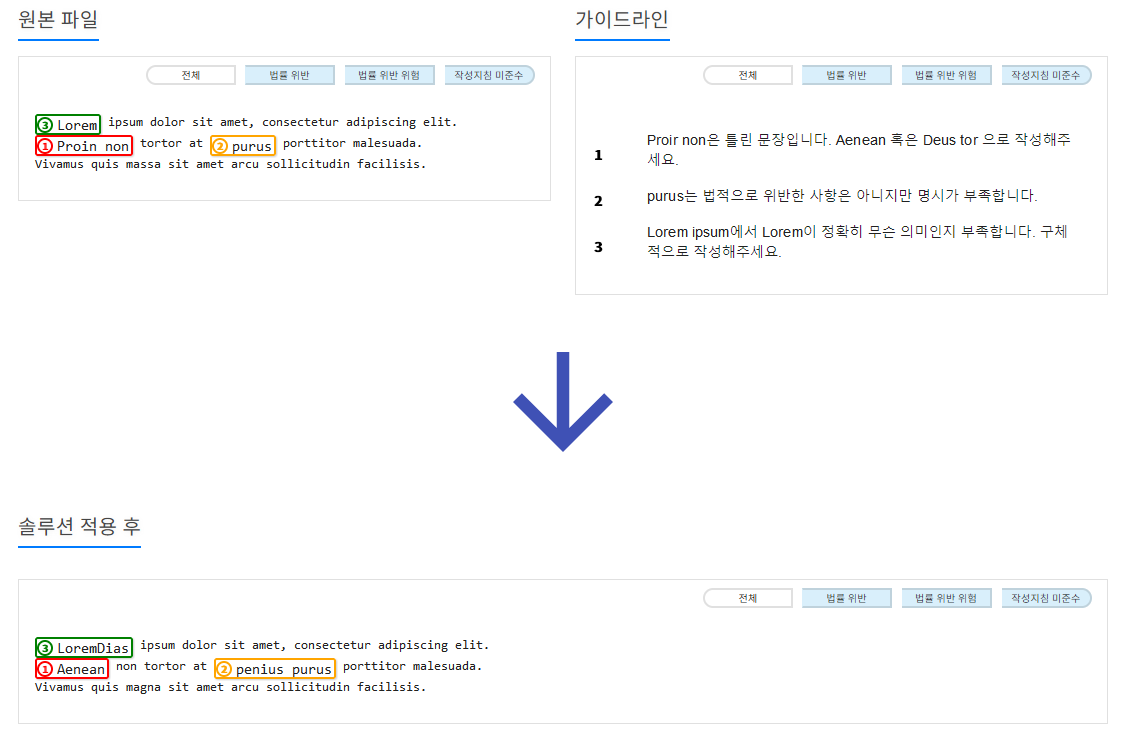 원본 파일
전체 법률 위반 법률 위반 위험 작성지침 미준수
③ Lorem ipsum dolor sit amet, consectetur adipiscing elit.
① Proin non tortor at ② purus porttitor malesuada.
Vivamus quis massa sit amet arcu sollicitudin facilisis.
가이드라인
전체 법률 위반 법률 위반 위험 작성지침 미준수
1 Proir non은 틀린 문장입니다. Aenean 혹은 Deus tor 으로 작성해주
세요.
2 purus는 법적으로 위반한 사항은 아니지만 명시가 부족합니다.
3 Lorem ipsum에서 Lorem이 정확히 무슨 의미인지 부족합니다. 구체
적으로 작성해주세요.
솔루션 적용 후
전체 법률 위반 법률 위반 위험 작성지침 미준수
③ LoremDias ipsum dolor sit amet, consectetur adipiscing elit.
① Aenean non tortor at ② penius purus porttitor malesuada.
Vivamus quis magna sit amet arcu sollicitudin facilisis.